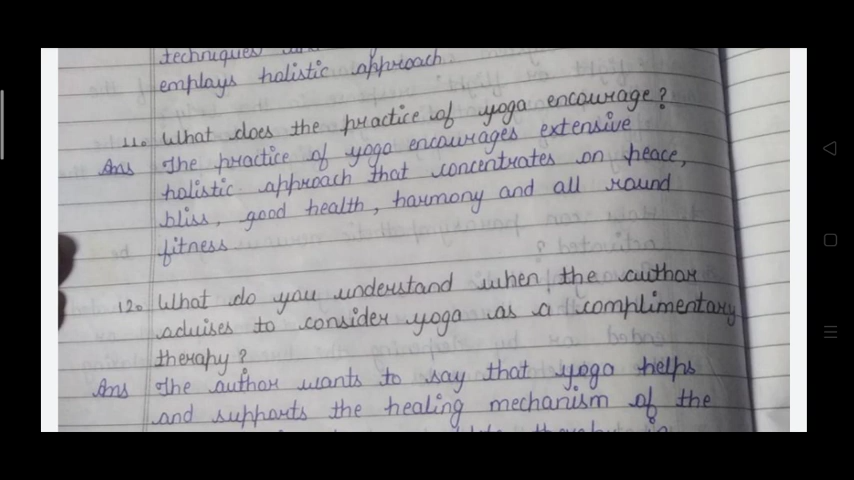 techniques
employs holistic approach
11. What does the practice of yoga encourage?
Ans The practice of yoga encourages extensive
holistic approach that concentrates on peace,
bliss, good health, harmony and all round
fitness
12. What do you understand when the author
advises to consider yoga as a complimentary
therapy?
Ans The author wants to say that yoga helps
and supports the healing mechanism of the